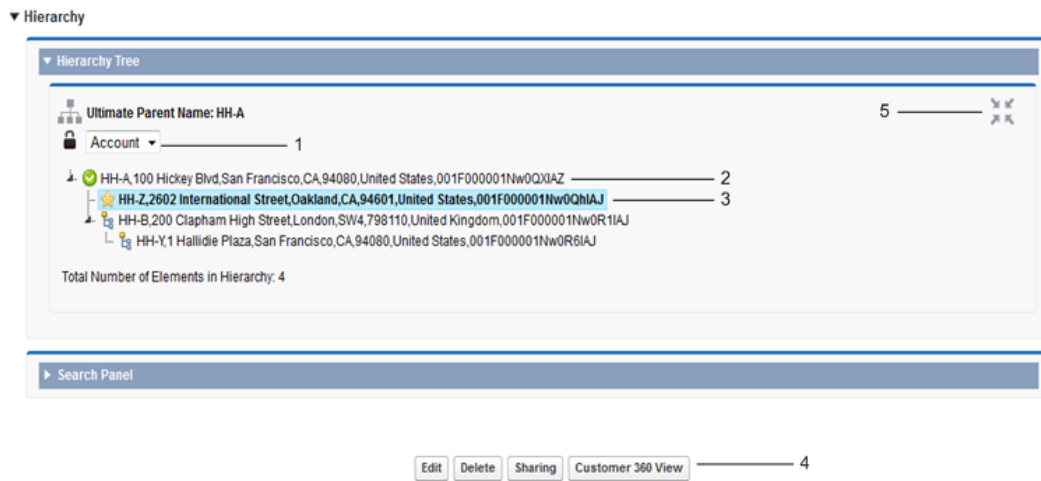 Hierarchy
Hierarchy Tree
Ultimate Parent Name: HH-A
5
Account
1
HH-A,100 Hickey Blvd,San Francisco,CA,94080,United States,001F000001Nw0QXIAZ
2
HH-Z,2602 International Street,Oakland,CA,94601,United States,001F000001Nw0QhIAJ
3
HH-B,200 Clapham High Street,London,SW4,798110,United Kingdom,001F000001Nw0R1IAJ
HH-Y,1 Hallidie Plaza,San Francisco,CA,94080,United States,001F000001Nw0R6IAJ
Total Number of Elements in Hierarchy: 4
Search Panel
Edit Delete Sharing Customer 360 View
4